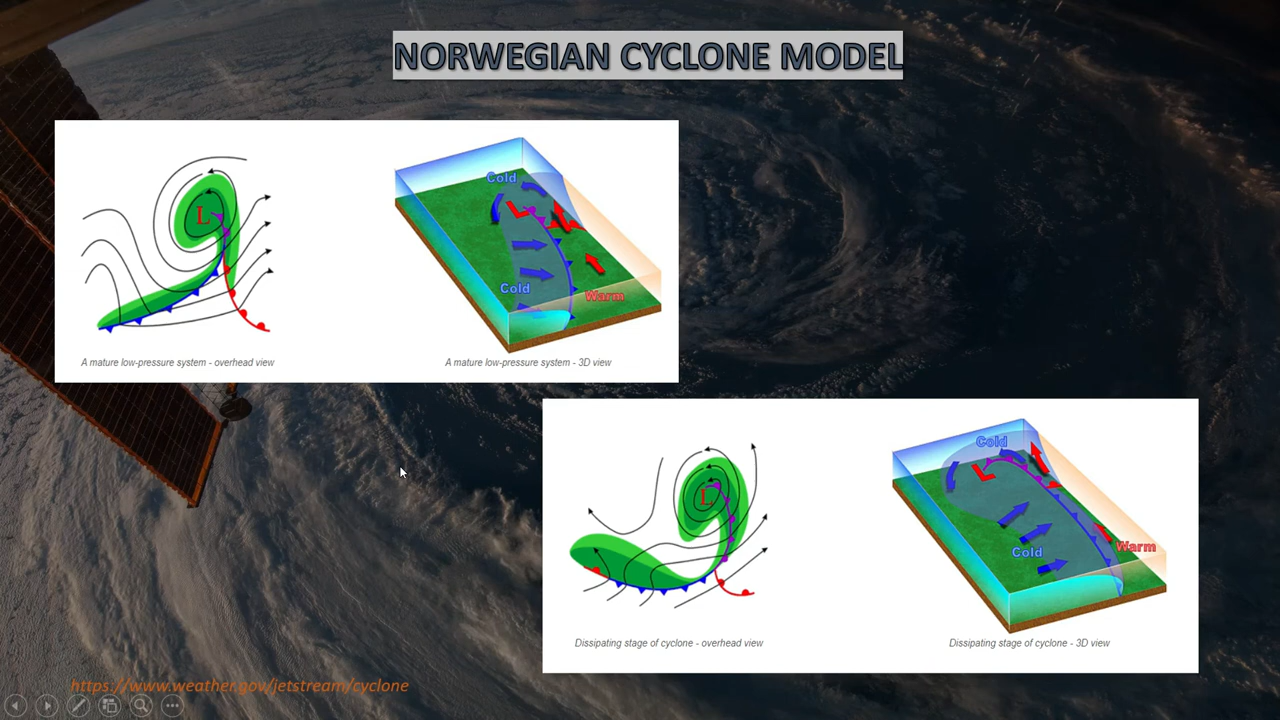 NORWEGIAN CYCLONE MODEL
L
Cold
L
Cold
Warm
A mature low-pressure system - overhead view
A mature low-pressure system - 3D view
L
Cold
L
Cold
Warm
Dissipating stage of cyclone - overhead view
Dissipating stage of cyclone - 3D view
https://www.weather.gov/jetstream/cyclone